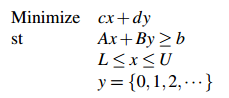 Minimize cx + dy
st Ax + By ≥ b
L ≤ x ≤ U
y = {0, 1, 2, ···}